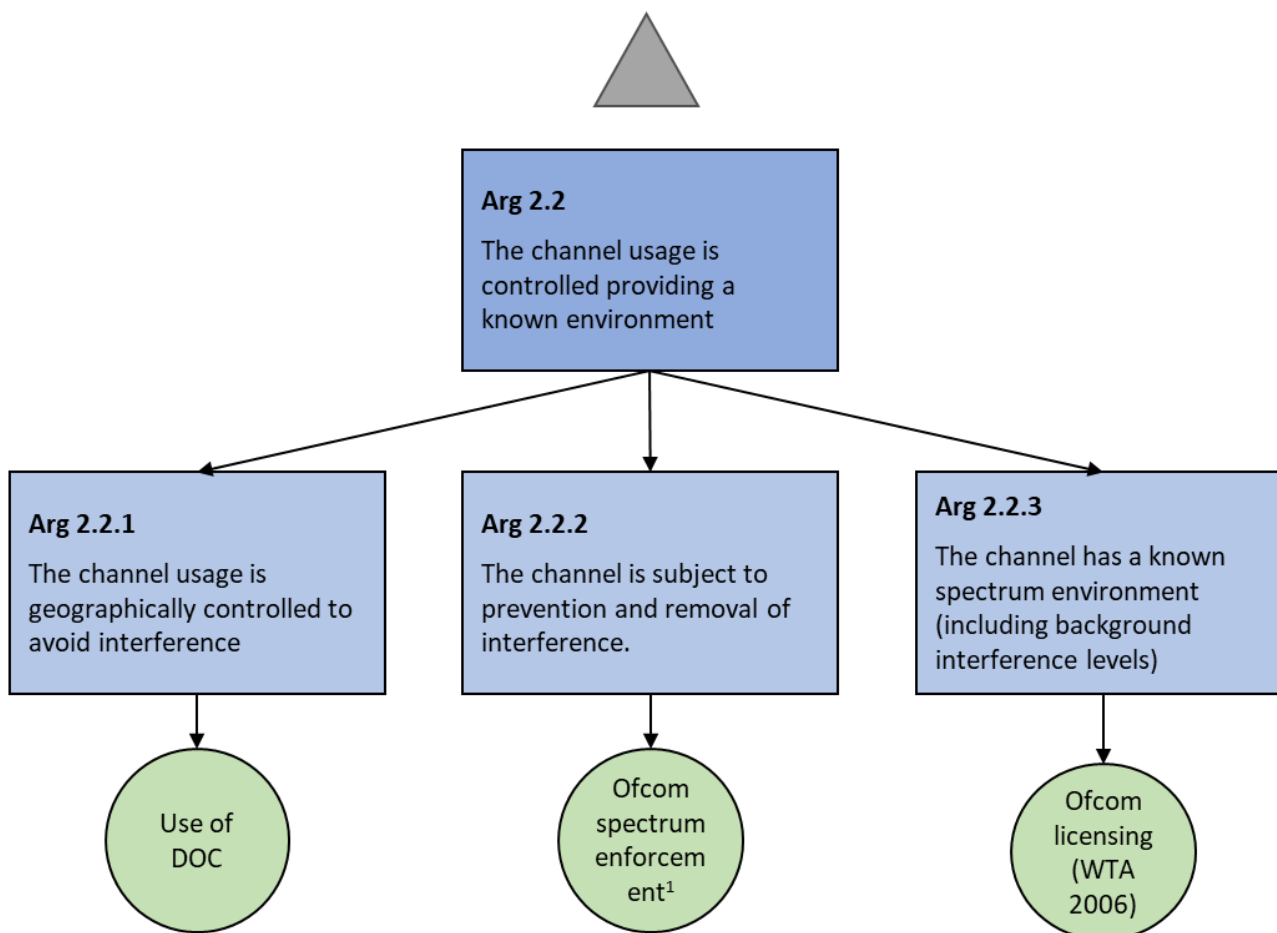 Arg 2.2
The channel usage is
controlled providing a
known environment
Arg 2.2.1
The channel usage is
geographically controlled to
avoid interference
Arg 2.2.2
The channel is subject to
prevention and removal of
interference.
Arg 2.2.3
The channel has a known
spectrum environment
(including background
interference levels)
Use of
DOC
Ofcom
spectrum
enforcem
ent¹
Ofcom
licensing
(WTA
2006)